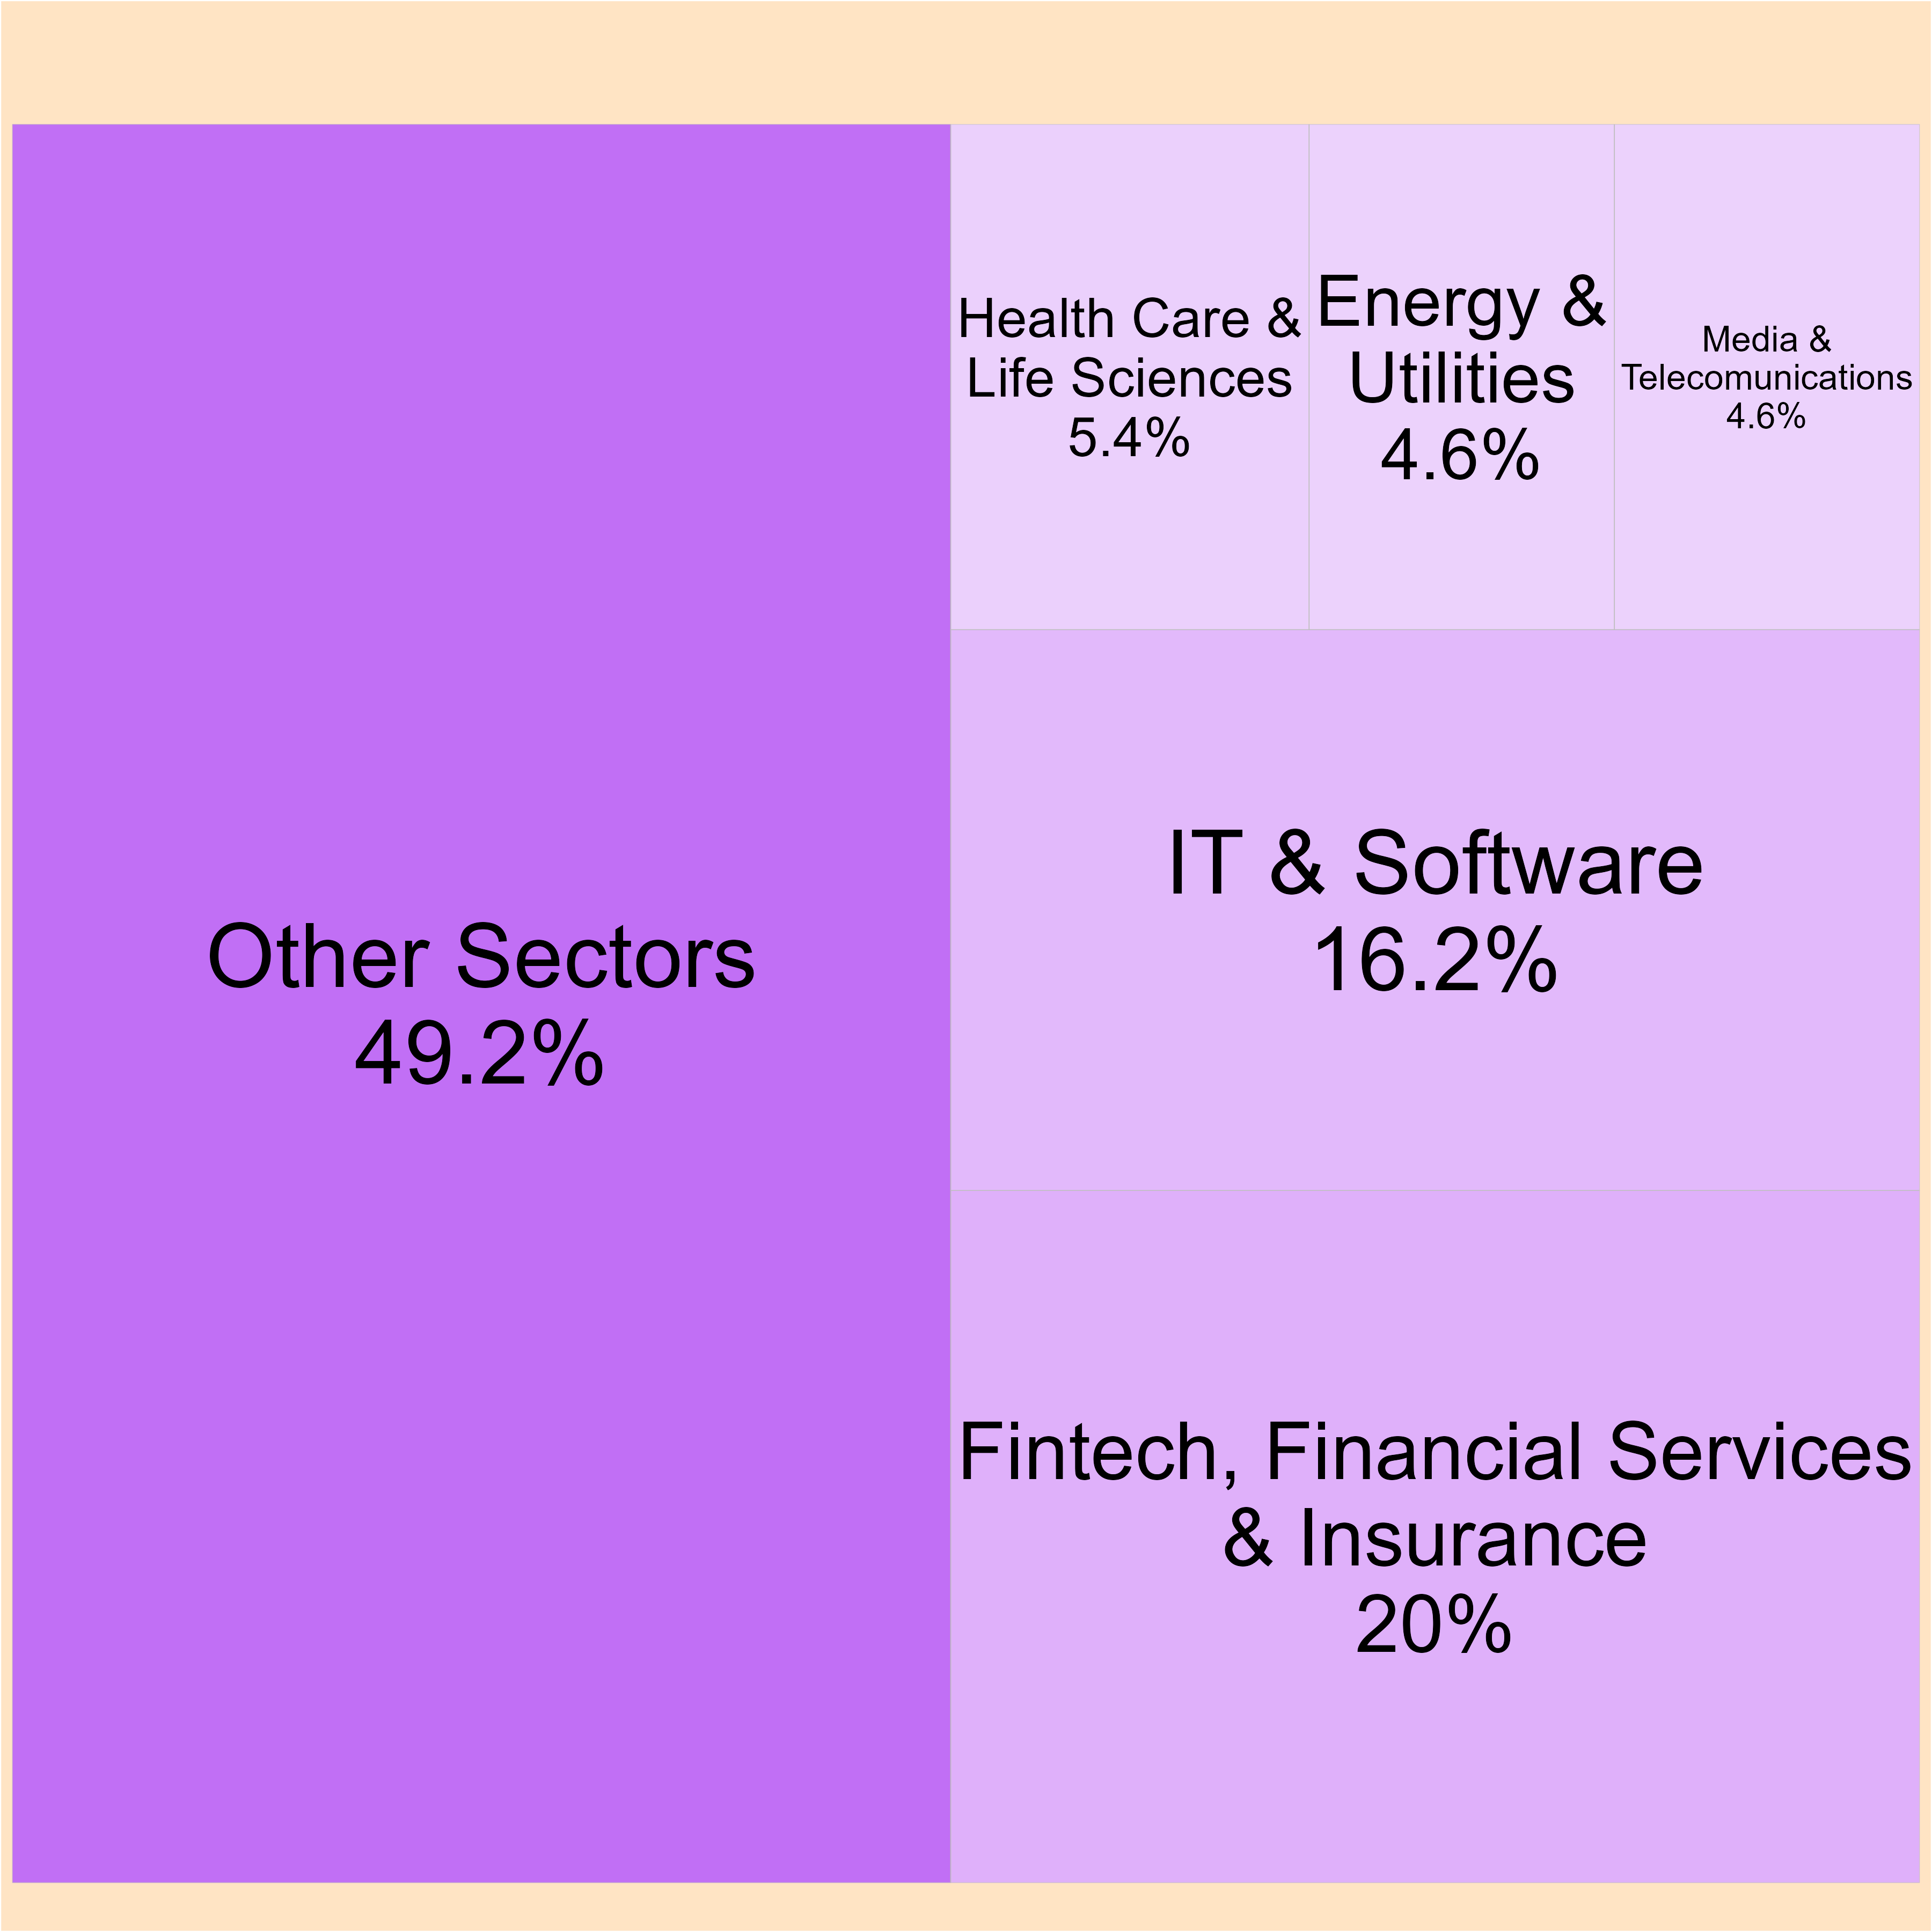 Other Sectors
49.2%
Health Care &
Life Sciences
5.4%
Energy &
Utilities
4.6%
Media &
Telecomunications
4.6%
IT & Software
16.2%
Fintech, Financial Services
& Insurance
20%